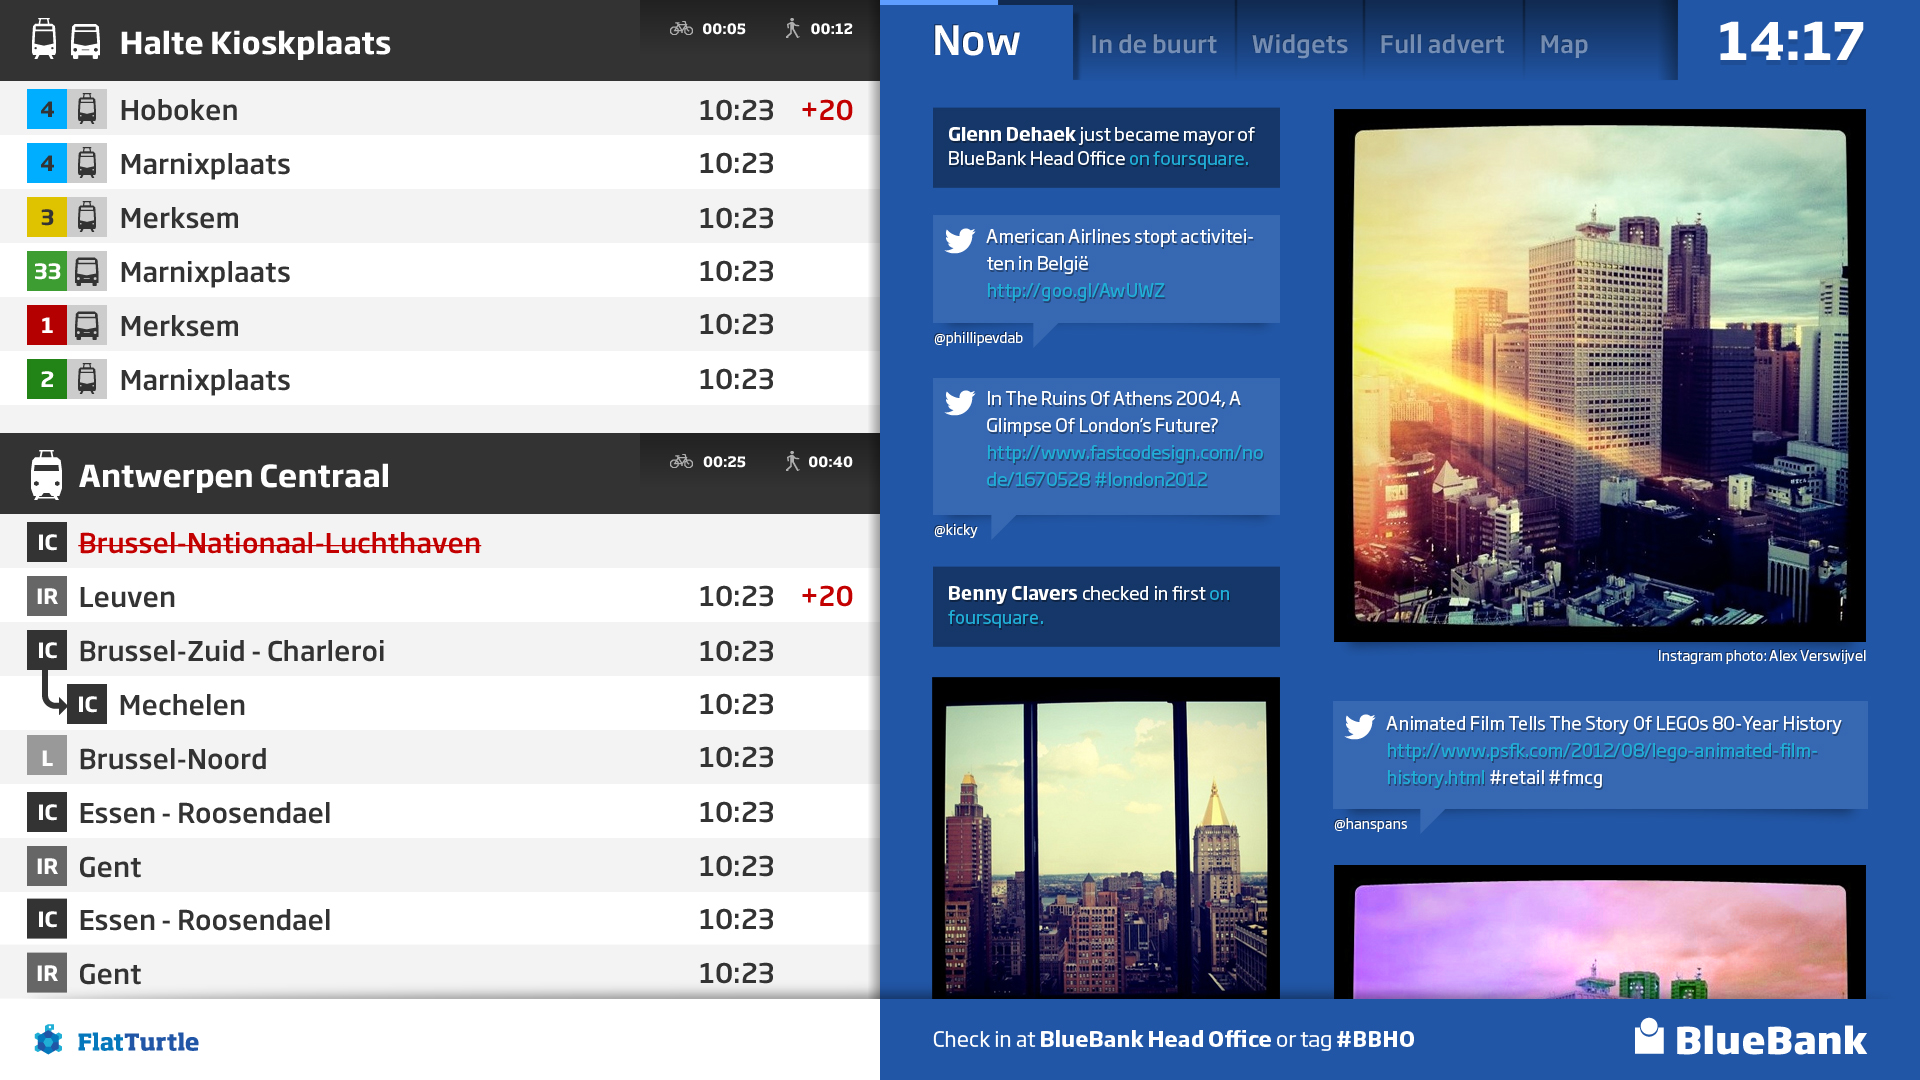 Halte Kioskplaats
00:05
00:12
4 Hoboken 10:23 +20
4 Marnixplaats 10:23
3 Merksem 10:23
33 Marnixplaats 10:23
1 Merksem 10:23
2 Marnixplaats 10:23
Antwerpen Centraal
00:25
00:40
IC Brussel-Nationaal-Luchthaven
IR Leuven 10:23 +20
IC Brussel-Zuid - Charleroi 10:23
IC Mechelen 10:23
L Brussel-Noord 10:23
IC Essen - Roosendael 10:23
IR Gent 10:23
IC Essen - Roosendael 10:23
IR Gent 10:23
FlatTurtle
Now
In de buurt
Widgets
Full advert
Map
14:17
Glenn Dehaek just became mayor of
BlueBank Head Office on foursquare.
American Airlines stopt activitei-
ten in België
http://goo.gl/AwUWZ
@phillipevdab
In The Ruins Of Athens 2004, A
Glimpse Of London's Future?
http://www.fastcodesign.com/no
de/1670528 #london2012
@kicky
Benny Clavers checked in first on
foursquare.
Instagram photo: Alex Verswijvel
Animated Film Tells The Story Of LEGOs 80-Year History
http://www.psfk.com/2012/08/lego-animated-film-
history.html #retail #fmcg
@hanspans
Check in at BlueBank Head Office or tag #BBHO
BlueBank